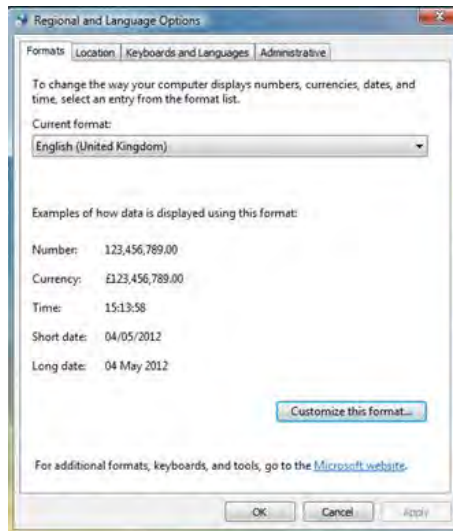 Regional and Language Options
Formats Location Keyboards and Languages Administrative
To change the way your computer displays numbers, currencies, dates, and
time, select an entry from the format list.
Current format:
English (United Kingdom)
Examples of how data is displayed using this format:
Number: 123,456,789.00
Currency: £123,456,789.00
Time: 15:13:58
Short date: 04/05/2012
Long date: 04 May 2012
Customize this format...
For additional formats, keyboards, and tools, go to the Microsoft website.
OK Cancel Apply